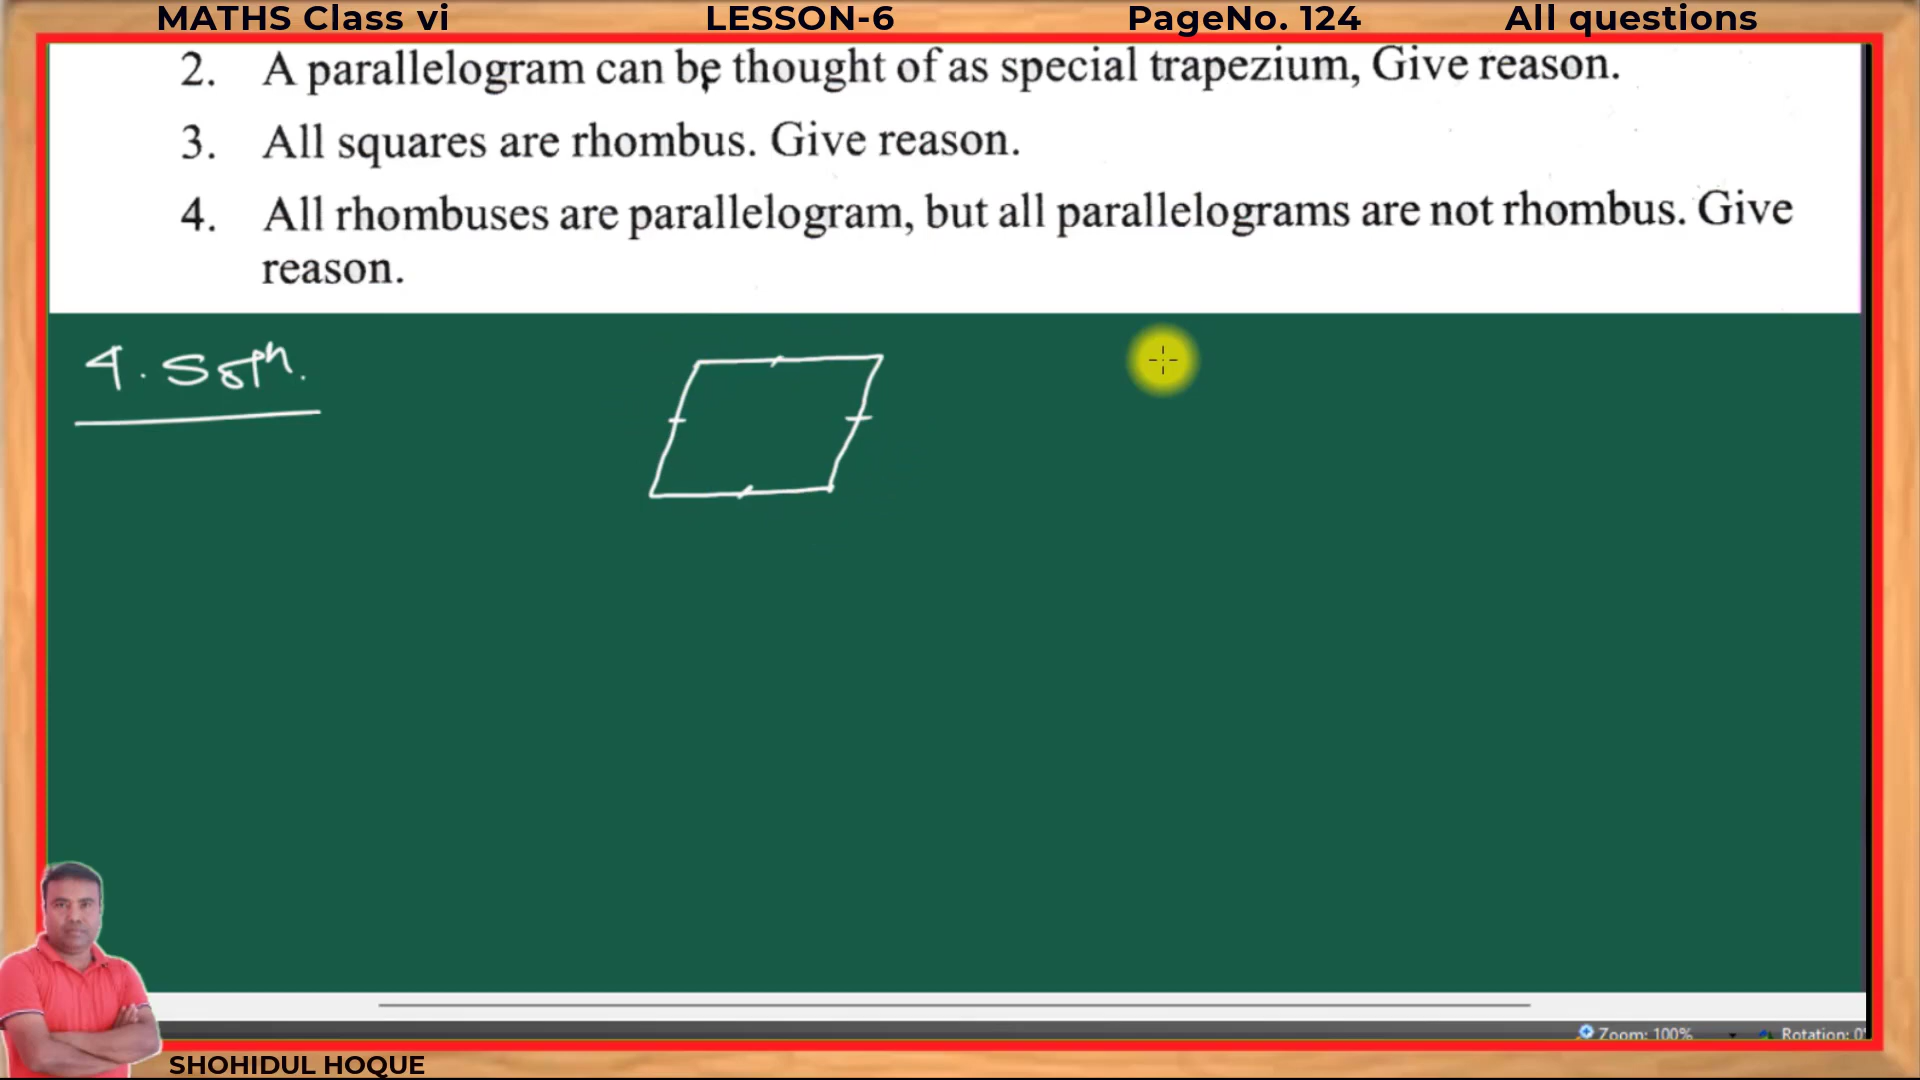 MATHS Class vi LESSON-6 PageNo. 124 All questions
2. A parallelogram can be thought of as special trapezium, Give reason.
3. All squares are rhombus. Give reason.
4. All rhombuses are parallelogram, but all parallelograms are not rhombus. Give
reason.
4. Soln.
Zoom: 100% Rotation: 0
SHOHIDUL HOQUE